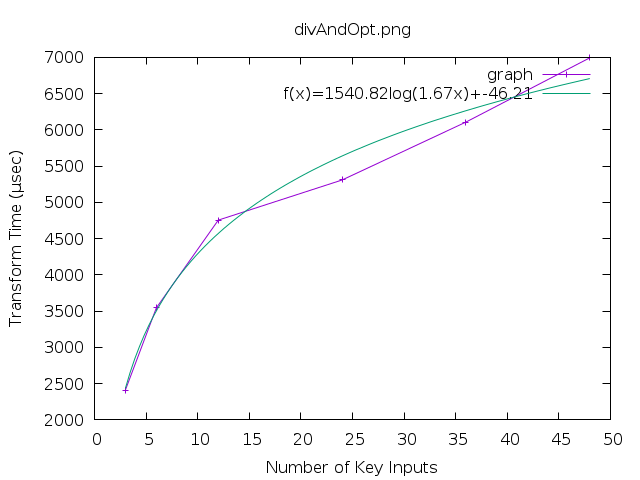 divAndOpt.png
7000
6500
6000
5500
5000
4500
4000
3500
3000
2500
2000
Transform Time (µsec)
graph
f(x)=1540.82log(1.67x)+-46.21
0 5 10 15 20 25 30 35 40 45 50
Number of Key Inputs